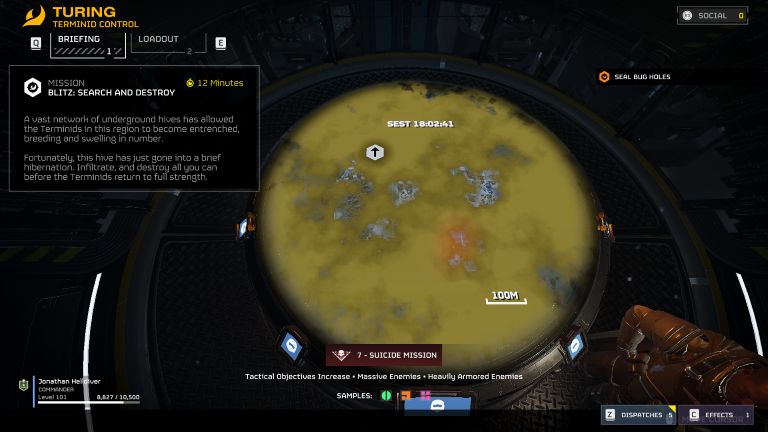 TURING
TERMINID CONTROL
SOCIAL 0
Q
BRIEFING
1
LOADOUT
2
E
MISSION
12 Minutes
BLITZ: SEARCH AND DESTROY
SEAL BUG HOLES
A vast network of underground hives has allowed
the Terminids in this region to become entrenched,
breeding and swelling in number.
Fortunately, this hive has just gone into a brief
hibernation. Infiltrate, and destroy all you can
before the Terminids return to full strength.
SEST 18:02:41
100M
7 - SUICIDE MISSION
Tactical Objectives Increase • Massive Enemies • Heavily Armored Enemies
Jonathan Helldiver
COMMANDER
Level 101
8,827 / 10,500
SAMPLES:
Z DISPATCHES 5
C EFFECTS 1